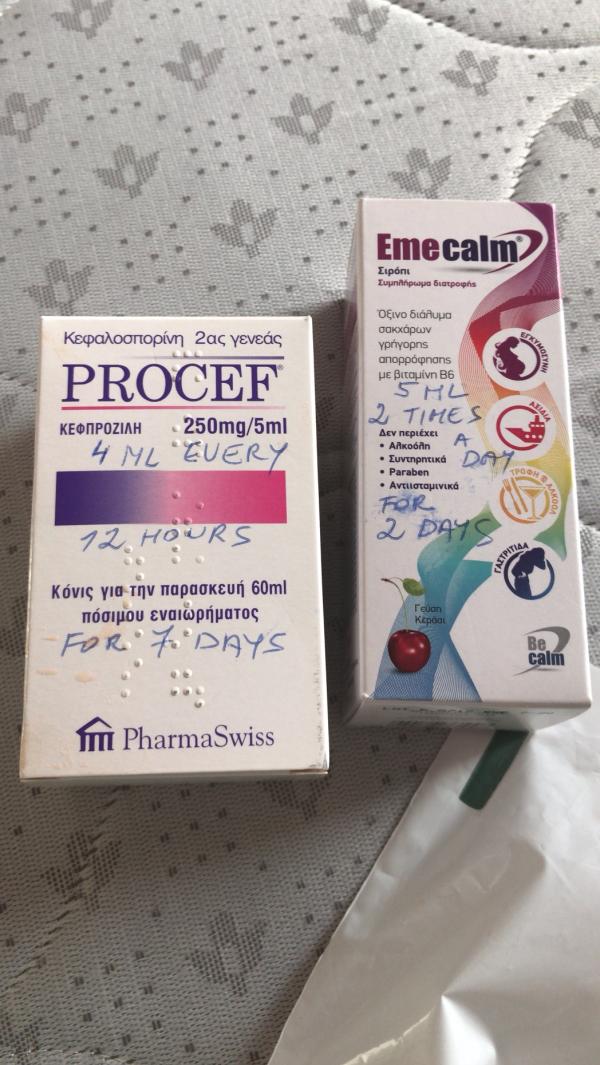 Κεφαλοσπορίνη 2ας γενεάς
PROCEF®
ΚΕΦΠΡΟΖΙΛΗ 250mg/5ml
4 ML EVERY
12 HOURS
Κόνις για την παρασκευή 60ml
πόσιμου εναιωρήματος
FOR 7 DAYS
PharmaSwiss
Emecalm®
Σιρόπι
Συμπλήρωμα διατροφής
Όξινο διάλυμα
σακχάρων
γρήγορης
απορρόφησης
με βιταμίνη Β6
5 ML
2 TIMES
Δεν περιέχει
A
• Αλκοόλη
DAY
• Συντηρητικά
• Paraben
• Αντιισταμινικά
FOR
2 DAYS
ΕΓΚΥΜΟΣΥΝΗ
ΤΑΞΙΔΙΑ
ΤΡΟΦΗ
ΑΛΚΟΟΛ
ΓΑΣΤΡΙΤΙΔΑ
Γεύση
Κεράσι
Be
calm